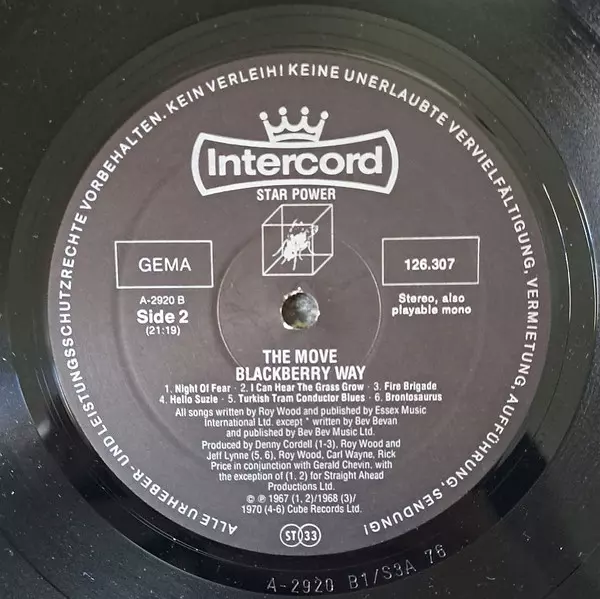 ALLE URHEBER- UND LEISTUNGSSCHUTZRECHTE VORBEHALTEN. KEIN VERLEIH! KEINE UNERLAUBTE VERVIELFÄLTIGUNG, VERMIETUNG, AUFFÜHRUNG, SENDUNG!
Intercord
STAR POWER
GEMA
126.307
A-2920 B
Side 2
(21:19)
Stereo, also
playable mono
THE MOVE
BLACKBERRY WAY
1. Night Of Fear · 2. I Can Hear The Grass Grow · 3. Fire Brigade
4. Hello Suzie · 5. Turkish Tram Conductor Blues · 6. Brontosaurus
All songs written by Roy Wood and published by Essex Music
International Ltd. except * written by Bev Bevan
and published by Bev Bev Music Ltd.
Produced by Denny Cordell (1-3), Roy Wood and
Jeff Lynne (5, 6), Roy Wood, Carl Wayne, Rick
Price in conjunction with Gerald Chevin, with
the exception of (1, 2) for Straight Ahead
Productions Ltd.
© ℗ 1967 (1, 2)/1968 (3)/
1970 (4-6) Cube Records Ltd.
ST 33
A-2920 B1/S3A 76